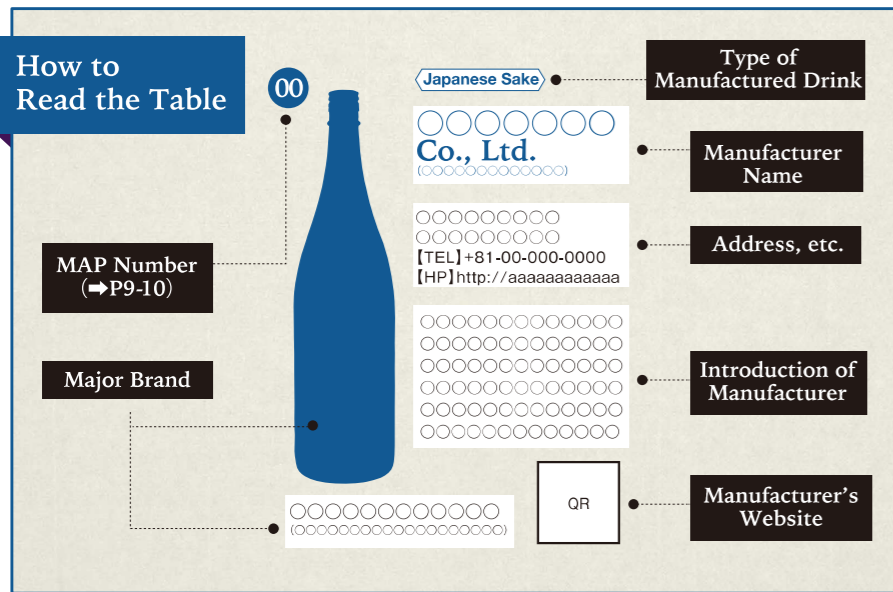 How to
Read the Table
00
Japanese Sake
Type of
Manufactured Drink
○○○○○○○
Co., Ltd.
(○○○○○○○○○○○○○)
Manufacturer
Name
○○○○○○○○○
○○○○○○○○○
【TEL】+81-00-000-0000
【HP】http://aaaaaaaaaaaa
Address, etc.
MAP Number
(➡P9-10)
Major Brand
○○○○○○○○○○○○○
○○○○○○○○○○○○○
○○○○○○○○○○○○○
○○○○○○○○○○○○○
○○○○○○○○○○○○○
○○○○○○○○○○○○○
Introduction of
Manufacturer
○○○○○○○○○○○○
(○○○○○○○○○○○○○○○○○○)
QR
Manufacturer’s
Website